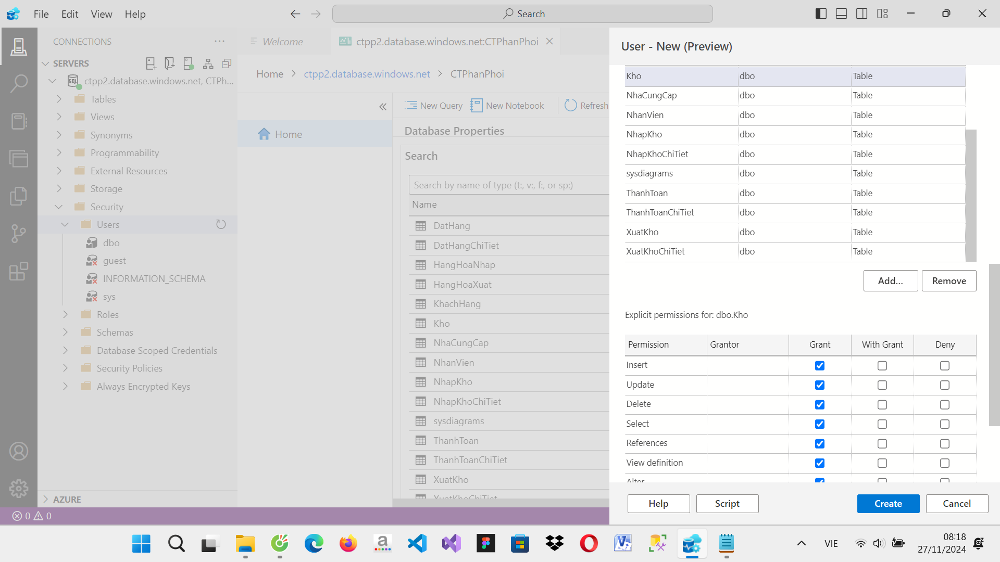 File Edit View Help
Search
CONNECTIONS
SERVERS
ctpp2.database.windows.net, CTPh...
Tables
Views
Synonyms
Programmability
External Resources
Storage
Security
Users
dbo
guest
INFORMATION_SCHEMA
sys
Roles
Schemas
Database Scoped Credentials
Security Policies
Always Encrypted Keys
AZURE
0 0
Welcome
ctpp2.database.windows.net:CTPhanPhoi
Home > ctpp2.database.windows.net > CTPhanPhoi
New Query New Notebook Refresh
Home
Database Properties
Search
Search by name of type (t:, v:, f:, or sp:)
Name
DatHang
DatHangChiTiet
HangHoaNhap
HangHoaXuat
KhachHang
Kho
NhaCungCap
NhanVien
NhapKho
NhapKhoChiTiet
sysdiagrams
ThanhToan
ThanhToanChiTiet
XuatKho
XuatKhoChiTiet
User - New (Preview)
Kho dbo Table
NhaCungCap dbo Table
NhanVien dbo Table
NhapKho dbo Table
NhapKhoChiTiet dbo Table
sysdiagrams dbo Table
ThanhToan dbo Table
ThanhToanChiTiet dbo Table
XuatKho dbo Table
XuatKhoChiTiet dbo Table
Add... Remove
Explicit permissions for: dbo.Kho
Permission Grantor Grant With Grant Deny
Insert
Update
Delete
Select
References
View definition
Alter
Help Script Create Cancel
VIE
08:18
27/11/2024